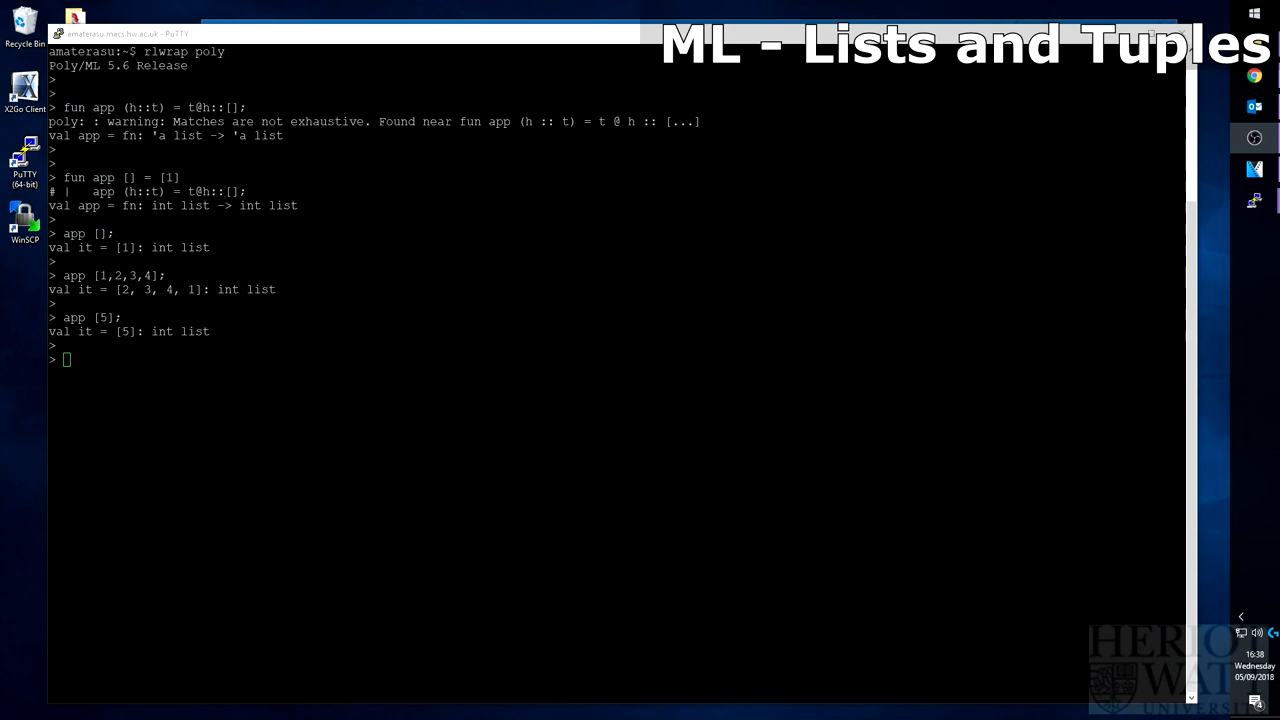 ML - Lists and Tuples
amaterasu.macs.hw.ac.uk - PuTTY
amaterasu:~$ rlwrap poly
Poly/ML 5.6 Release
>
>
> fun app (h::t) = t@h::[];
poly: : warning: Matches are not exhaustive. Found near fun app (h :: t) = t @ h :: [...]
val app = fn: 'a list -> 'a list
>
>
> fun app [] = [1]
# |   app (h::t) = t@h::[];
val app = fn: int list -> int list
>
> app [];
val it = [1]: int list
>
> app [1,2,3,4];
val it = [2, 3, 4, 1]: int list
>
> app [5];
val it = [5]: int list
>
>
Recycle Bin
X2Go Client
PuTTY
(64-bit)
WinSCP
HERIOT
WATT
UNIVERSITY
16:38
Wednesday
05/09/2018
4